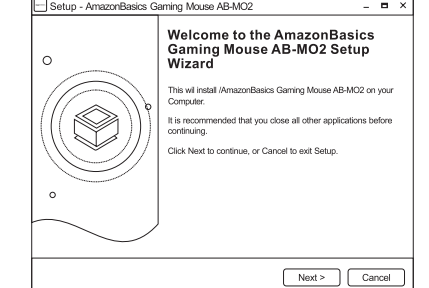 Setup - AmazonBasics Gaming Mouse AB-MO2
Welcome to the AmazonBasics
Gaming Mouse AB-MO2 Setup
Wizard
This wil install /AmazonBasics Gaming Mouse AB-MO2 on your
Computer.
It is recommended that you close all other applications before
continuing.
Click Next to continue, or Cancel to exit Setup.
Next >
Cancel